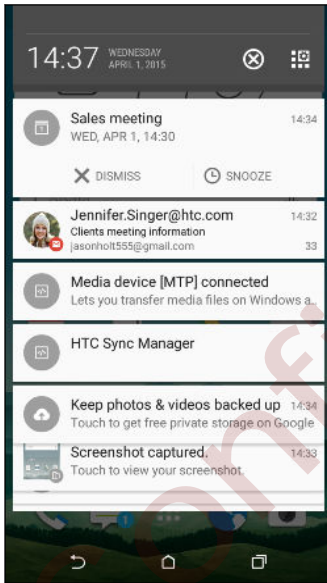 14:37 WEDNESDAY
APRIL 1, 2015
Sales meeting 14:34
WED, APR 1, 14:30
DISMISS SNOOZE
Jennifer.Singer@htc.com 14:32
Clients meeting information
jasonholt555@gmail.com 33
Media device [MTP] connected
Lets you transfer media files on Windows a..
HTC Sync Manager
Keep photos & videos backed up 14:34
Touch to get free private storage on Google
Screenshot captured. 14:33
Touch to view your screenshot.
1